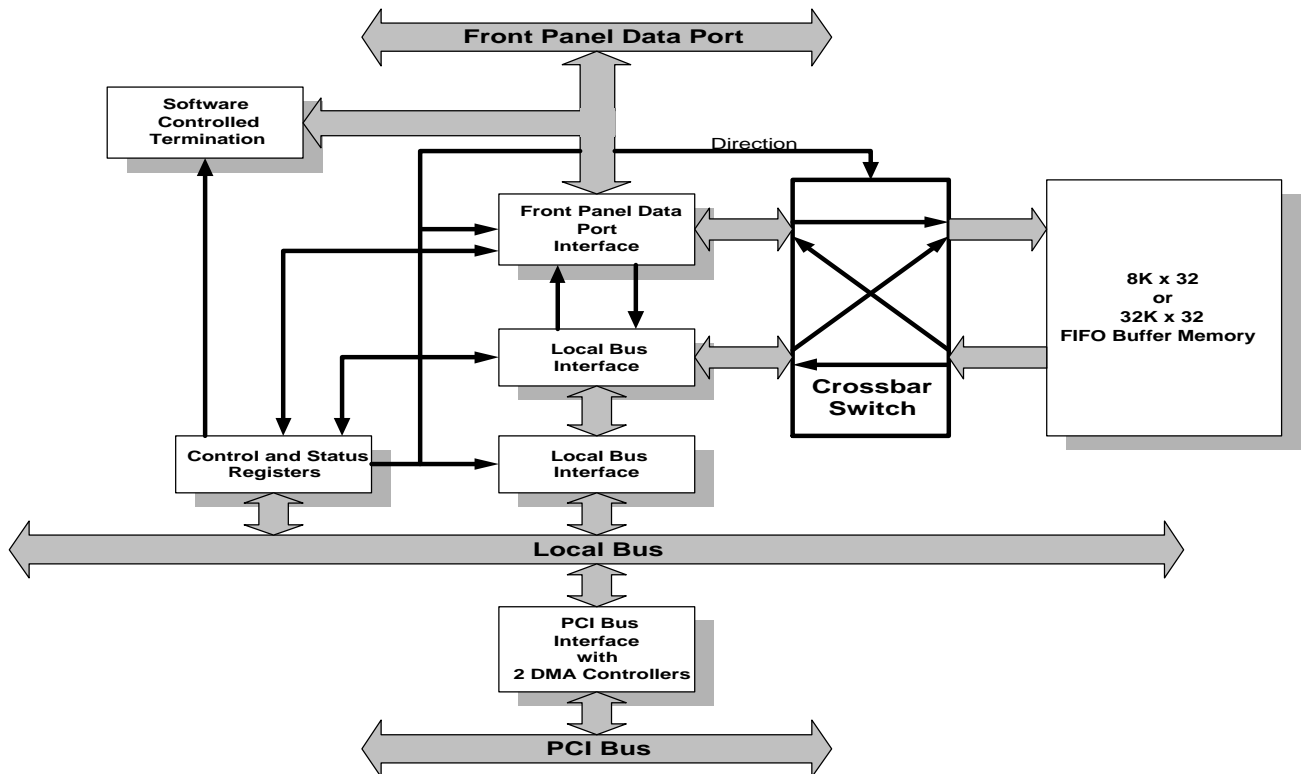 Front Panel Data Port
Software
Controlled
Termination
Direction
Front Panel Data
Port
Interface
8K x 32
or
32K x 32
FIFO Buffer Memory
Local Bus
Interface
Crossbar
Switch
Control and Status
Registers
Local Bus
Interface
Local Bus
PCI Bus
Interface
with
2 DMA Controllers
PCI Bus